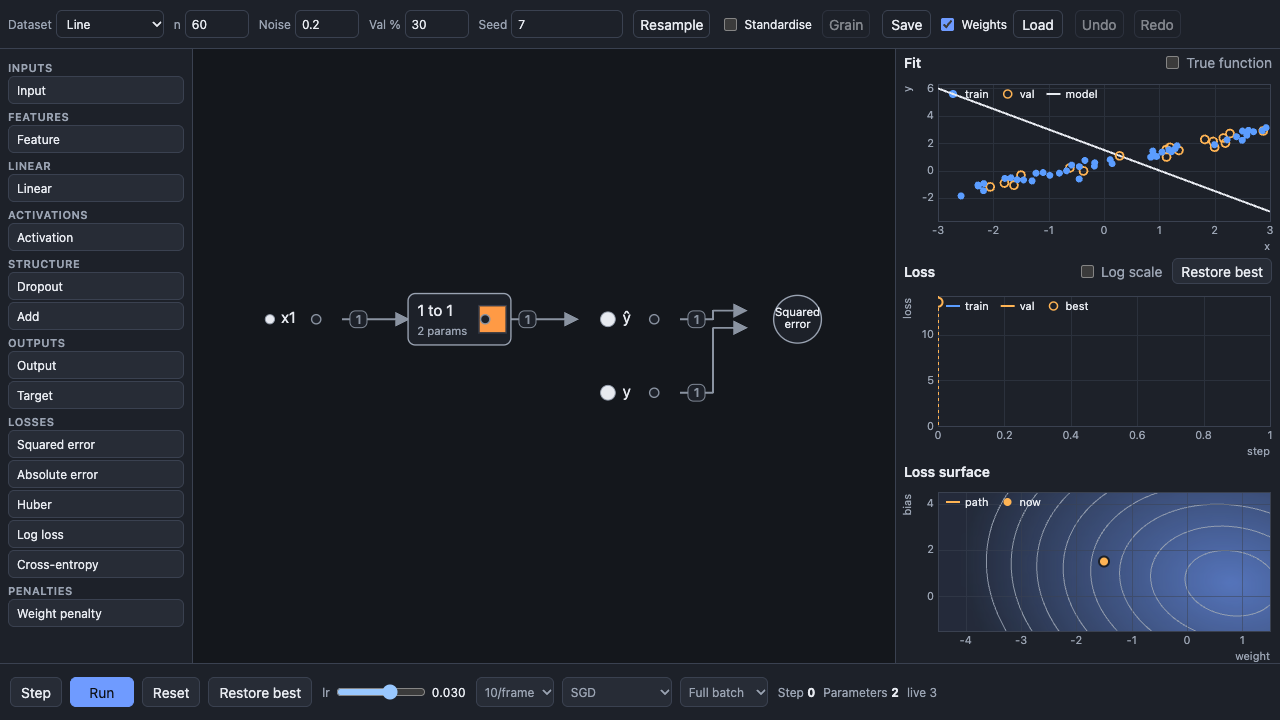 Dataset Line n 60 Noise 0.2 Val % 30 Seed 7 Resample Standardise Grain Save Weights Load Undo Redo
INPUTS
Input
FEATURES
Feature
LINEAR
Linear
ACTIVATIONS
Activation
STRUCTURE
Dropout
Add
OUTPUTS
Output
Target
LOSSES
Squared error
Absolute error
Huber
Log loss
Cross-entropy
PENALTIES
Weight penalty
x1
1
1 to 1
2 params
1
ŷ
1
y
1
Squared
error
Fit True function
y
train val model
6
4
2
0
-2
-3 -2 -1 0 1 2 3
x
Loss Log scale Restore best
loss
train val best
10
5
0
0 0.2 0.4 0.6 0.8 1
step
Loss surface
bias
path now
4
2
0
-4 -3 -2 -1 0 1
weight
Step Run Reset Restore best lr 0.030 10/frame SGD Full batch Step 0 Parameters 2 live 3